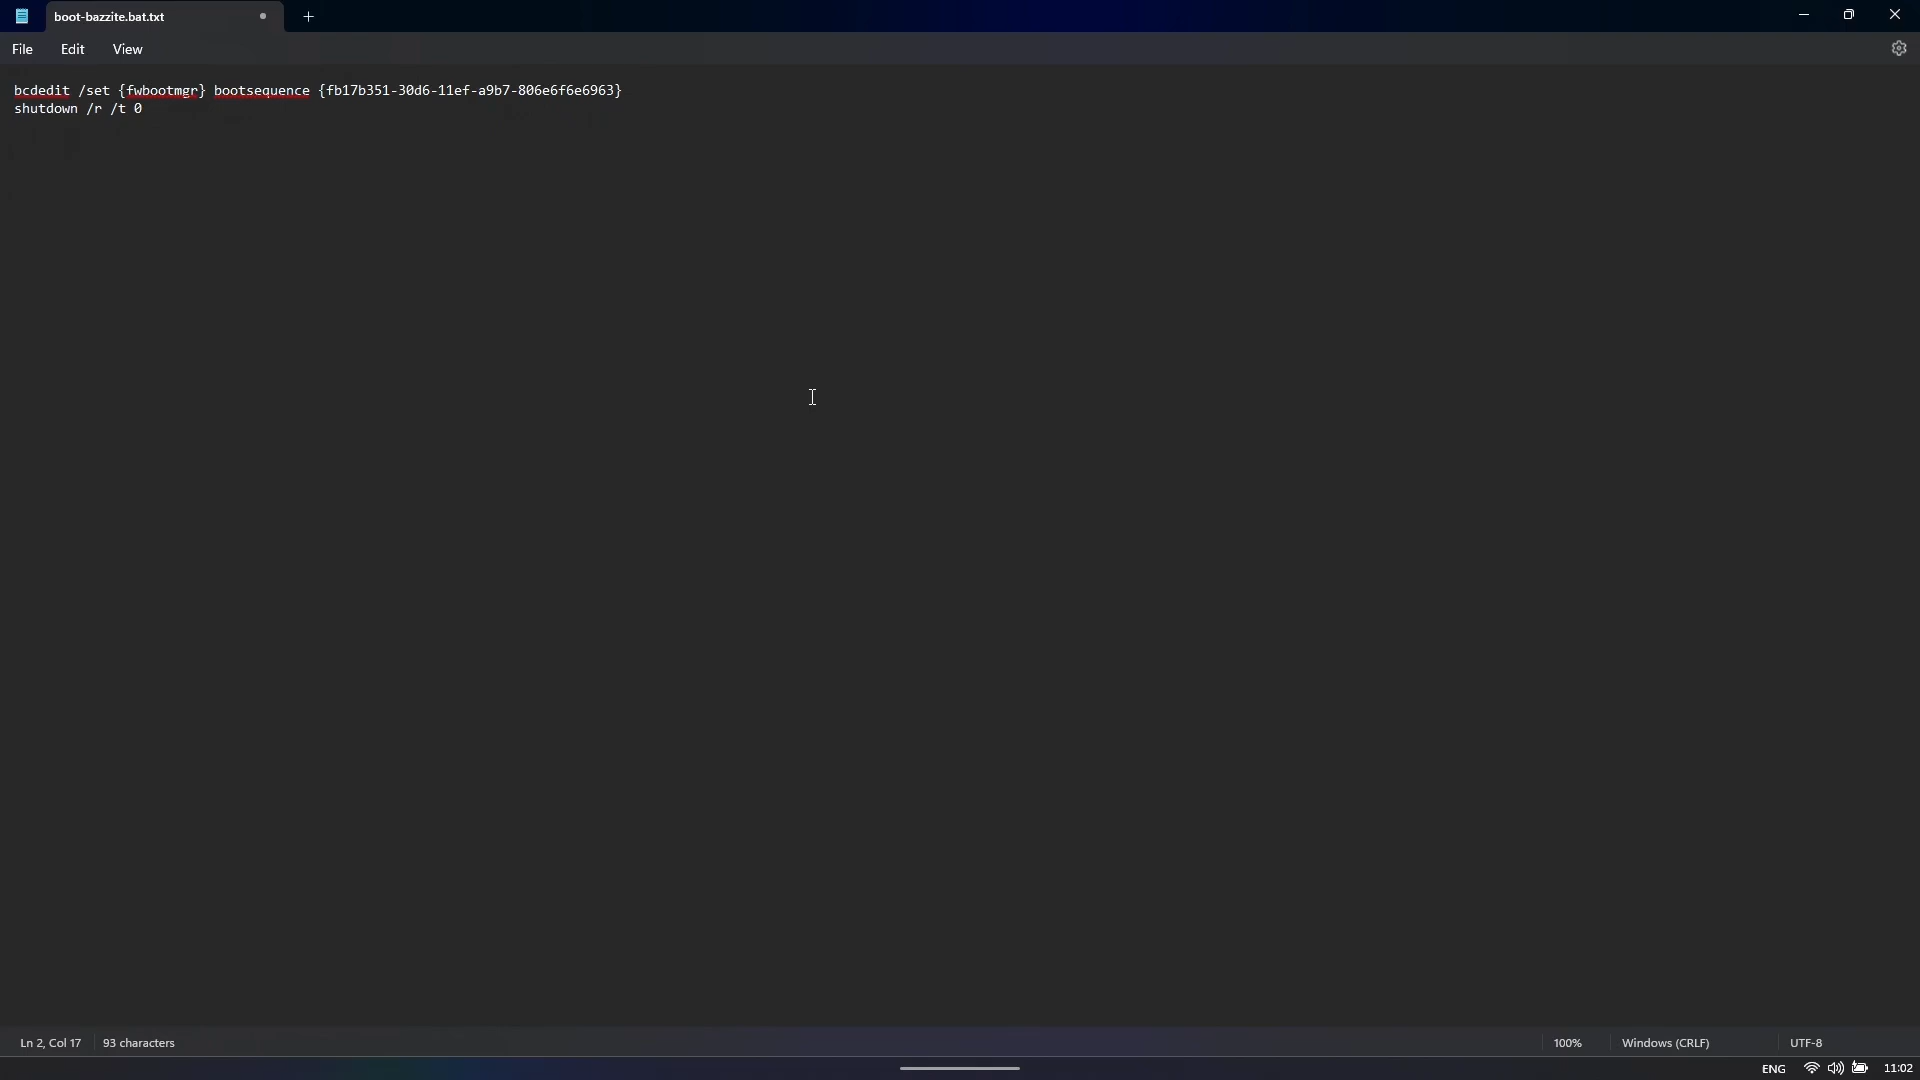 boot-bazzite.bat.txt
File Edit View
bcdedit /set {fwbootmgr} bootsequence {fb17b351-30d6-11ef-a9b7-806e6f6e6963}
shutdown /r /t 0
Ln 2, Col 17 93 characters 100% Windows (CRLF) UTF-8
ENG 11:02